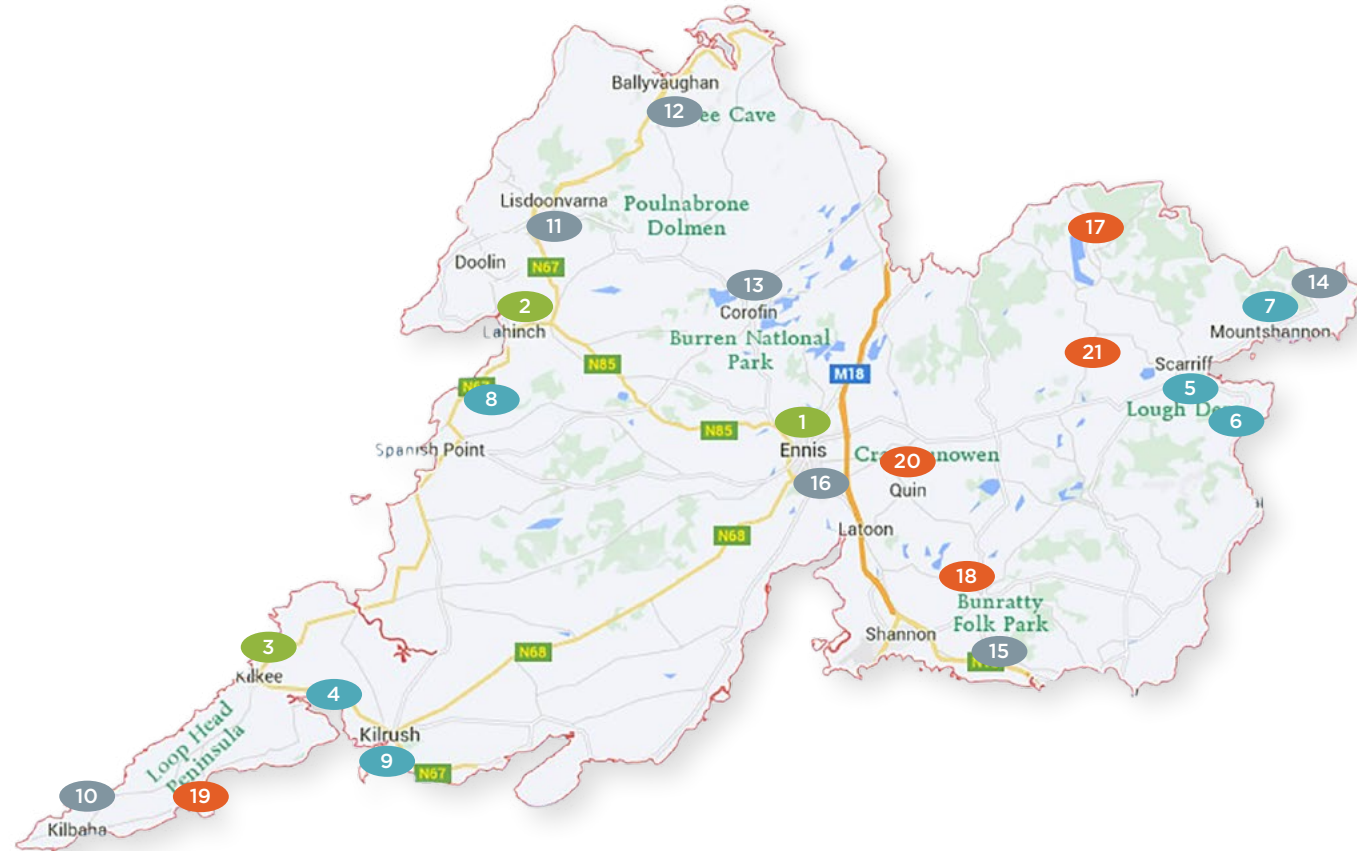 Ballyvaughan
12
ee Cave
Lisdoonvarna
Poulnabrone
Dolmen
11
17
Doolin
N67
13
14
2
7
Corofin
Lahinch
Mountshannon
Burren National
Park
21
N85
M18
Scarriff
N67
8
5
Lough De
6
1
N85
Spanish Point
Ennis
20
Cra
nowen
16
Quin
Latoon
N68
18
Bunratty
Folk Park
Shannon
15
3
N68
Kilkee
4
Loop Head
Peninsula
Kilrush
9
N67
10
19
Kilbaha